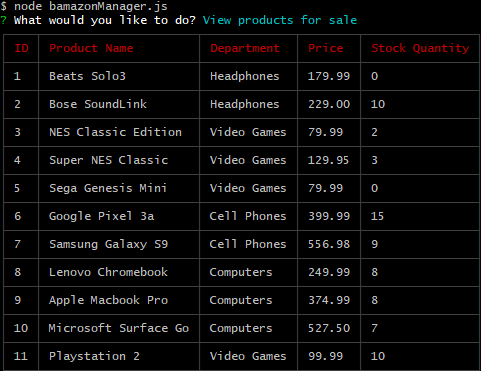 $ node bamazonManager.js
? What would you like to do? View products for sale
ID Product Name Department Price Stock Quantity
1 Beats Solo3 Headphones 179.99 0
2 Bose SoundLink Headphones 229.00 10
3 NES Classic Edition Video Games 79.99 2
4 Super NES Classic Video Games 129.95 3
5 Sega Genesis Mini Video Games 79.99 0
6 Google Pixel 3a Cell Phones 399.99 15
7 Samsung Galaxy S9 Cell Phones 556.98 9
8 Lenovo Chromebook Computers 249.99 8
9 Apple Macbook Pro Computers 374.99 8
10 Microsoft Surface Go Computers 527.50 7
11 Playstation 2 Video Games 99.99 10